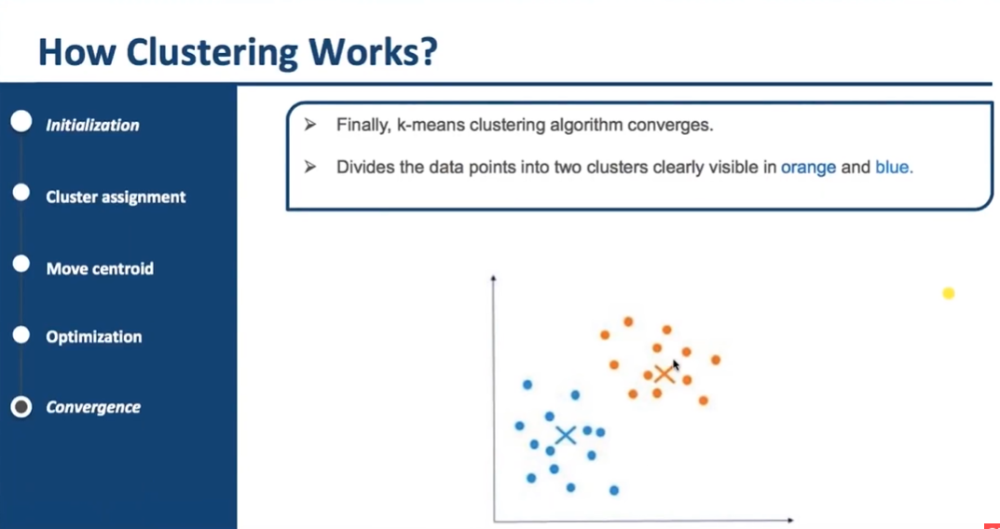 How Clustering Works?
Initialization
Cluster assignment
Move centroid
Optimization
Convergence
➢ Finally, k-means clustering algorithm converges.
➢ Divides the data points into two clusters clearly visible in orange and blue.